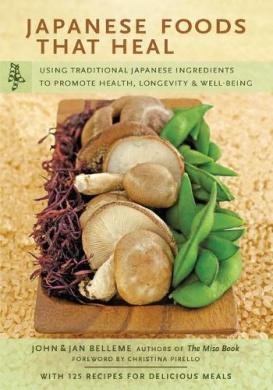 JAPANESE FOODS
THAT HEAL
USING TRADITIONAL JAPANESE INGREDIENTS
TO PROMOTE HEALTH, LONGEVITY & WELL-BEING
JOHN & JAN BELLEME AUTHORS OF The Miso Book
FOREWORD BY CHRISTINA PIRELLO
WITH 125 RECIPES FOR DELICIOUS MEALS